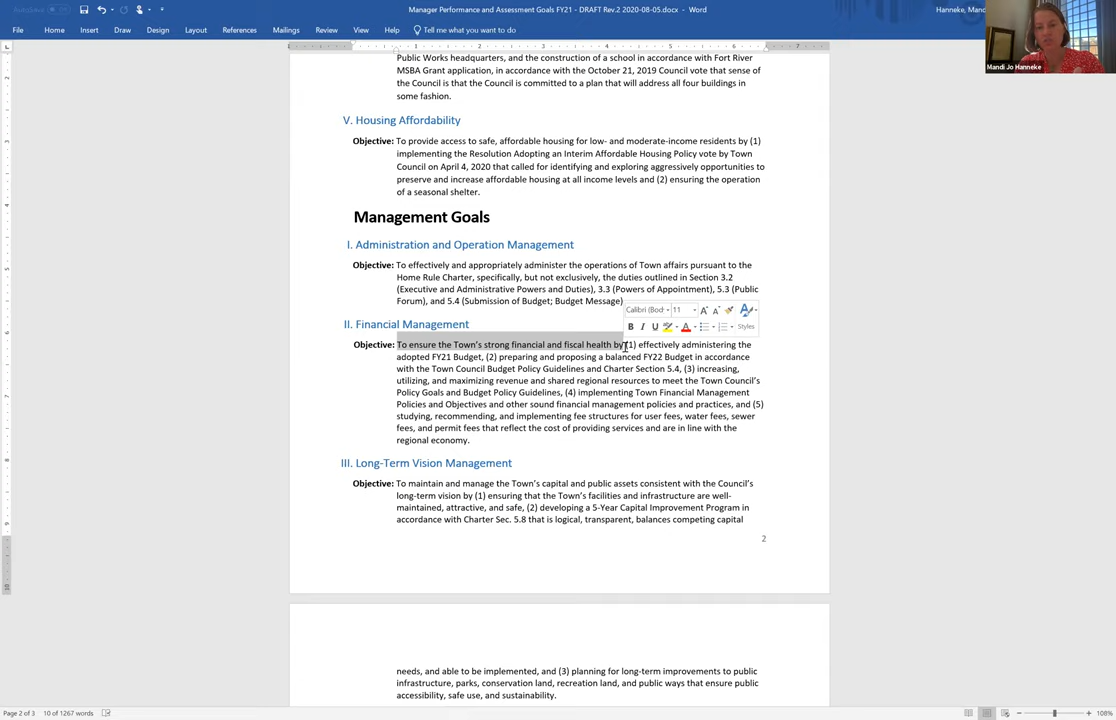 Manager Performance and Assessment Goals FY21 - DRAFT Rev.2 2020-08-05.docx - Word
Hanneke, Mand
File Home Insert Draw Design Layout References Mailings Review View Help Tell me what you want to do
Mandi Jo Hanneke
Public Works headquarters, and the construction of a school in accordance with Fort River
MSBA Grant application, in accordance with the October 21, 2019 Council vote that sense of
the Council is that the Council is committed to a plan that will address all four buildings in
some fashion.
V. Housing Affordability
Objective: To provide access to safe, affordable housing for low- and moderate-income residents by (1)
implementing the Resolution Adopting an Interim Affordable Housing Policy vote by Town
Council on April 4, 2020 that called for identifying and exploring aggressively opportunities to
preserve and increase affordable housing at all income levels and (2) ensuring the operation
of a seasonal shelter.
Management Goals
I. Administration and Operation Management
Objective: To effectively and appropriately administer the operations of Town affairs pursuant to the
Home Rule Charter, specifically, but not exclusively, the duties outlined in Section 3.2
(Executive and Administrative Powers and Duties), 3.3 (Powers of Appointment), 5.3 (Public
Forum), and 5.4 (Submission of Budget; Budget Message)
Calibri (Bod 11
Styles
II. Financial Management
Objective: To ensure the Town's strong financial and fiscal health by (1) effectively administering the
adopted FY21 Budget, (2) preparing and proposing a balanced FY22 Budget in accordance
with the Town Council Budget Policy Guidelines and Charter Section 5.4, (3) increasing,
utilizing, and maximizing revenue and shared regional resources to meet the Town Council's
Policy Goals and Budget Policy Guidelines, (4) implementing Town Financial Management
Policies and Objectives and other sound financial management policies and practices, and (5)
studying, recommending, and implementing fee structures for user fees, water fees, sewer
fees, and permit fees that reflect the cost of providing services and are in line with the
regional economy.
III. Long-Term Vision Management
Objective: To maintain and manage the Town's capital and public assets consistent with the Council's
long-term vision by (1) ensuring that the Town's facilities and infrastructure are well-
maintained, attractive, and safe, (2) developing a 5-Year Capital Improvement Program in
accordance with Charter Sec. 5.8 that is logical, transparent, balances competing capital
2
needs, and able to be implemented, and (3) planning for long-term improvements to public
infrastructure, parks, conservation land, recreation land, and public ways that ensure public
accessibility, safe use, and sustainability.
Page 2 of 3 10 of 1267 words
108%